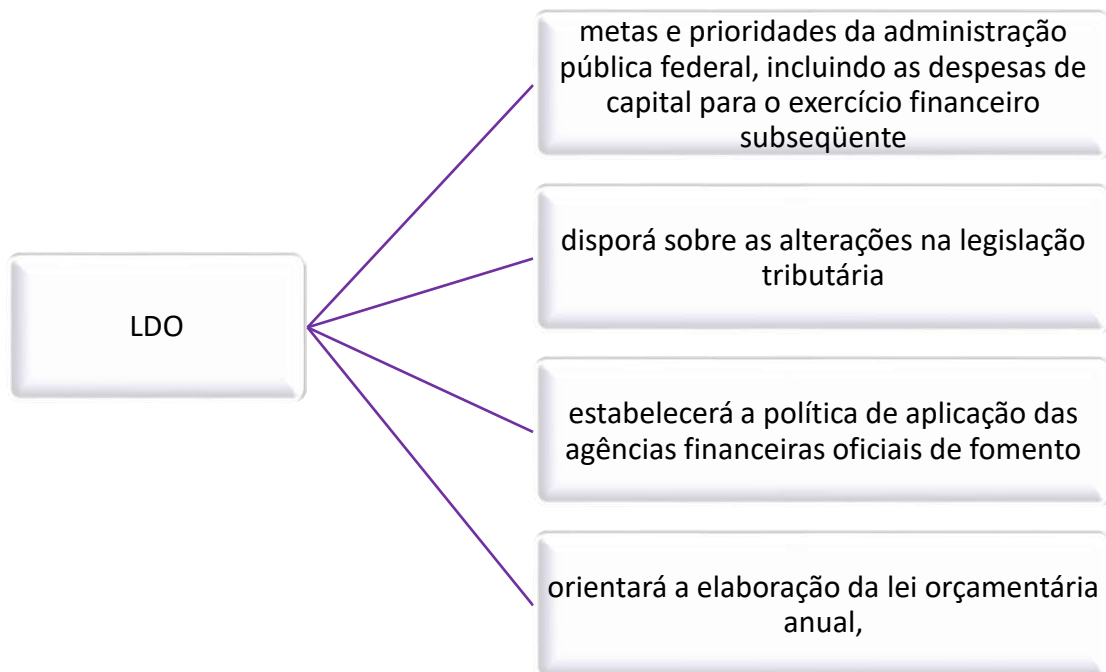 metas e prioridades da administração
pública federal, incluindo as despesas de
capital para o exercício financeiro
subseqüente
disporá sobre as alterações na legislação
tributária
LDO
estabelecerá a política de aplicação das
agências financeiras oficiais de fomento
orientará a elaboração da lei orçamentária
anual,